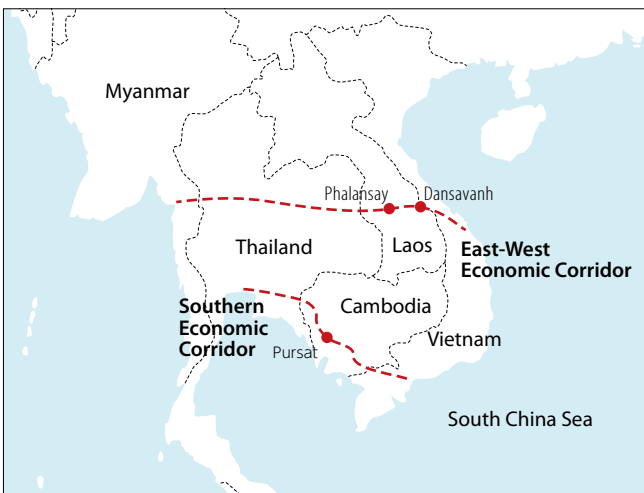 Myanmar
Phalansay
Dansavanh
Thailand
Laos
East-West
Economic Corridor
Southern
Economic
Corridor
Cambodia
Pursat
Vietnam
South China Sea